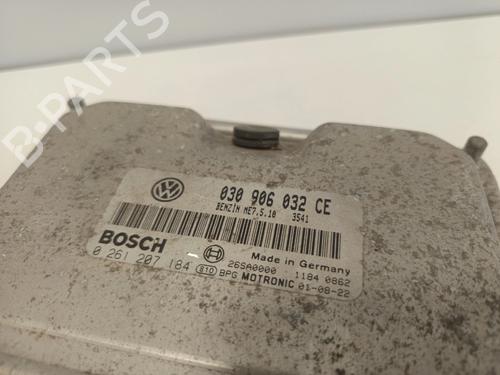 B-PARTS
030 906 032 CE
BENZIN ME7.5.10 3541
BOSCH
Made in Germany
26SA0000 1184 0862
0 261 207 184 S10 BPG MOTRONIC 01-08-22